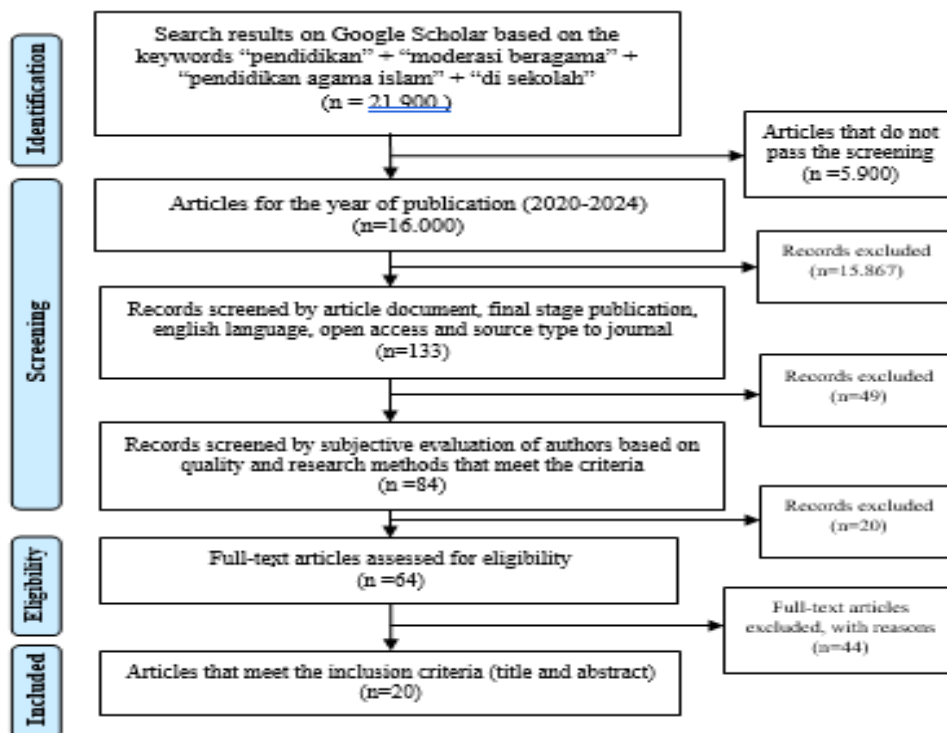 Identification
Search results on Google Scholar based on the
keywords “pendidikan” + “moderasi beragama” +
“pendidikan agama islam” + “di sekolah”
(n = 21.900 )
Articles that do not
pass the screening
(n =5.900)
Screening
Articles for the year of publication (2020-2024)
(n=16.000)
Records excluded
(n=15.867)
Records screened by article document, final stage publication,
english language, open access and source type to journal
(n=133)
Records excluded
(n=49)
Records screened by subjective evaluation of authors based on
quality and research methods that meet the criteria
(n =84)
Records excluded
(n=20)
Eligibility
Full-text articles assessed for eligibility
(n =64)
Full-text articles
excluded, with reasons
(n=44)
Included
Articles that meet the inclusion criteria (title and abstract)
(n=20)